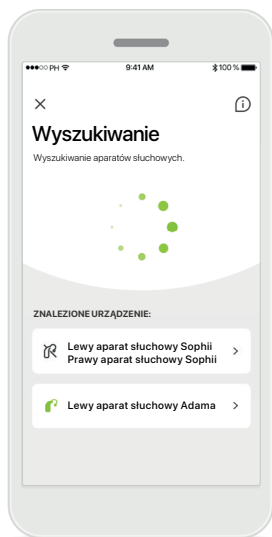 PH 9:41 AM 100 %
Wyszukiwanie
Wyszukiwanie aparatów słuchowych.
ZNALEZIONE URZĄDZENIE:
Lewy aparat słuchowy Sophii
Prawy aparat słuchowy Sophii
Lewy aparat słuchowy Adama